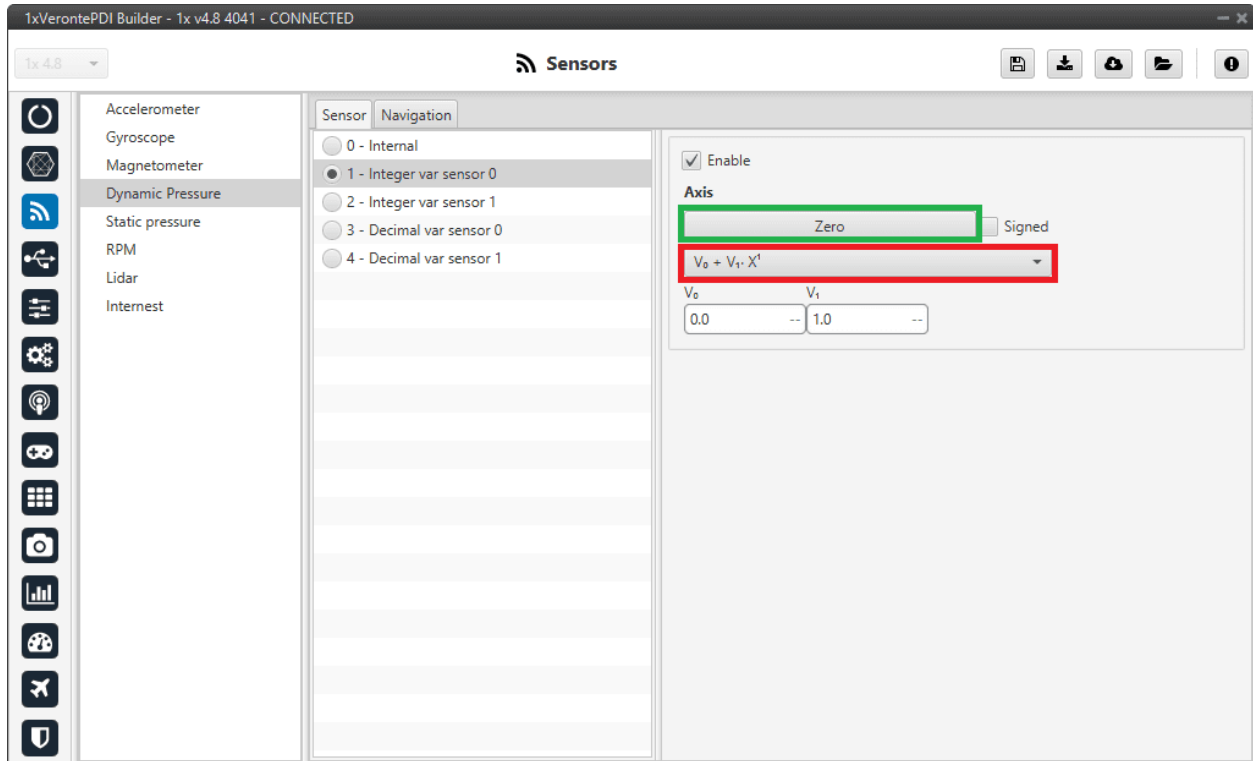 1xVerontePDI Builder - 1x v4.8 4041 - CONNECTED
1x 4.8
Sensors
Accelerometer
Gyroscope
Magnetometer
Dynamic Pressure
Static pressure
RPM
Lidar
Internest
Sensor Navigation
0 - Internal
1 - Integer var sensor 0
2 - Integer var sensor 1
3 - Decimal var sensor 0
4 - Decimal var sensor 1
Enable
Axis
Zero Signed
V₀ + V₁· X¹
V₀ V₁
0.0 -- 1.0 --